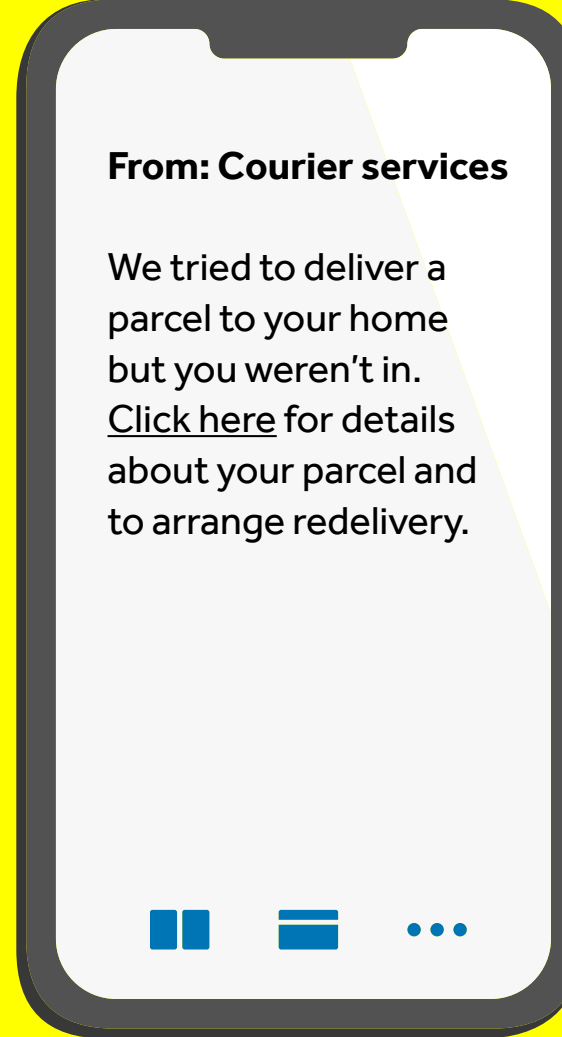 From: Courier services
We tried to deliver a
parcel to your home
but you weren’t in.
Click here for details
about your parcel and
to arrange redelivery.